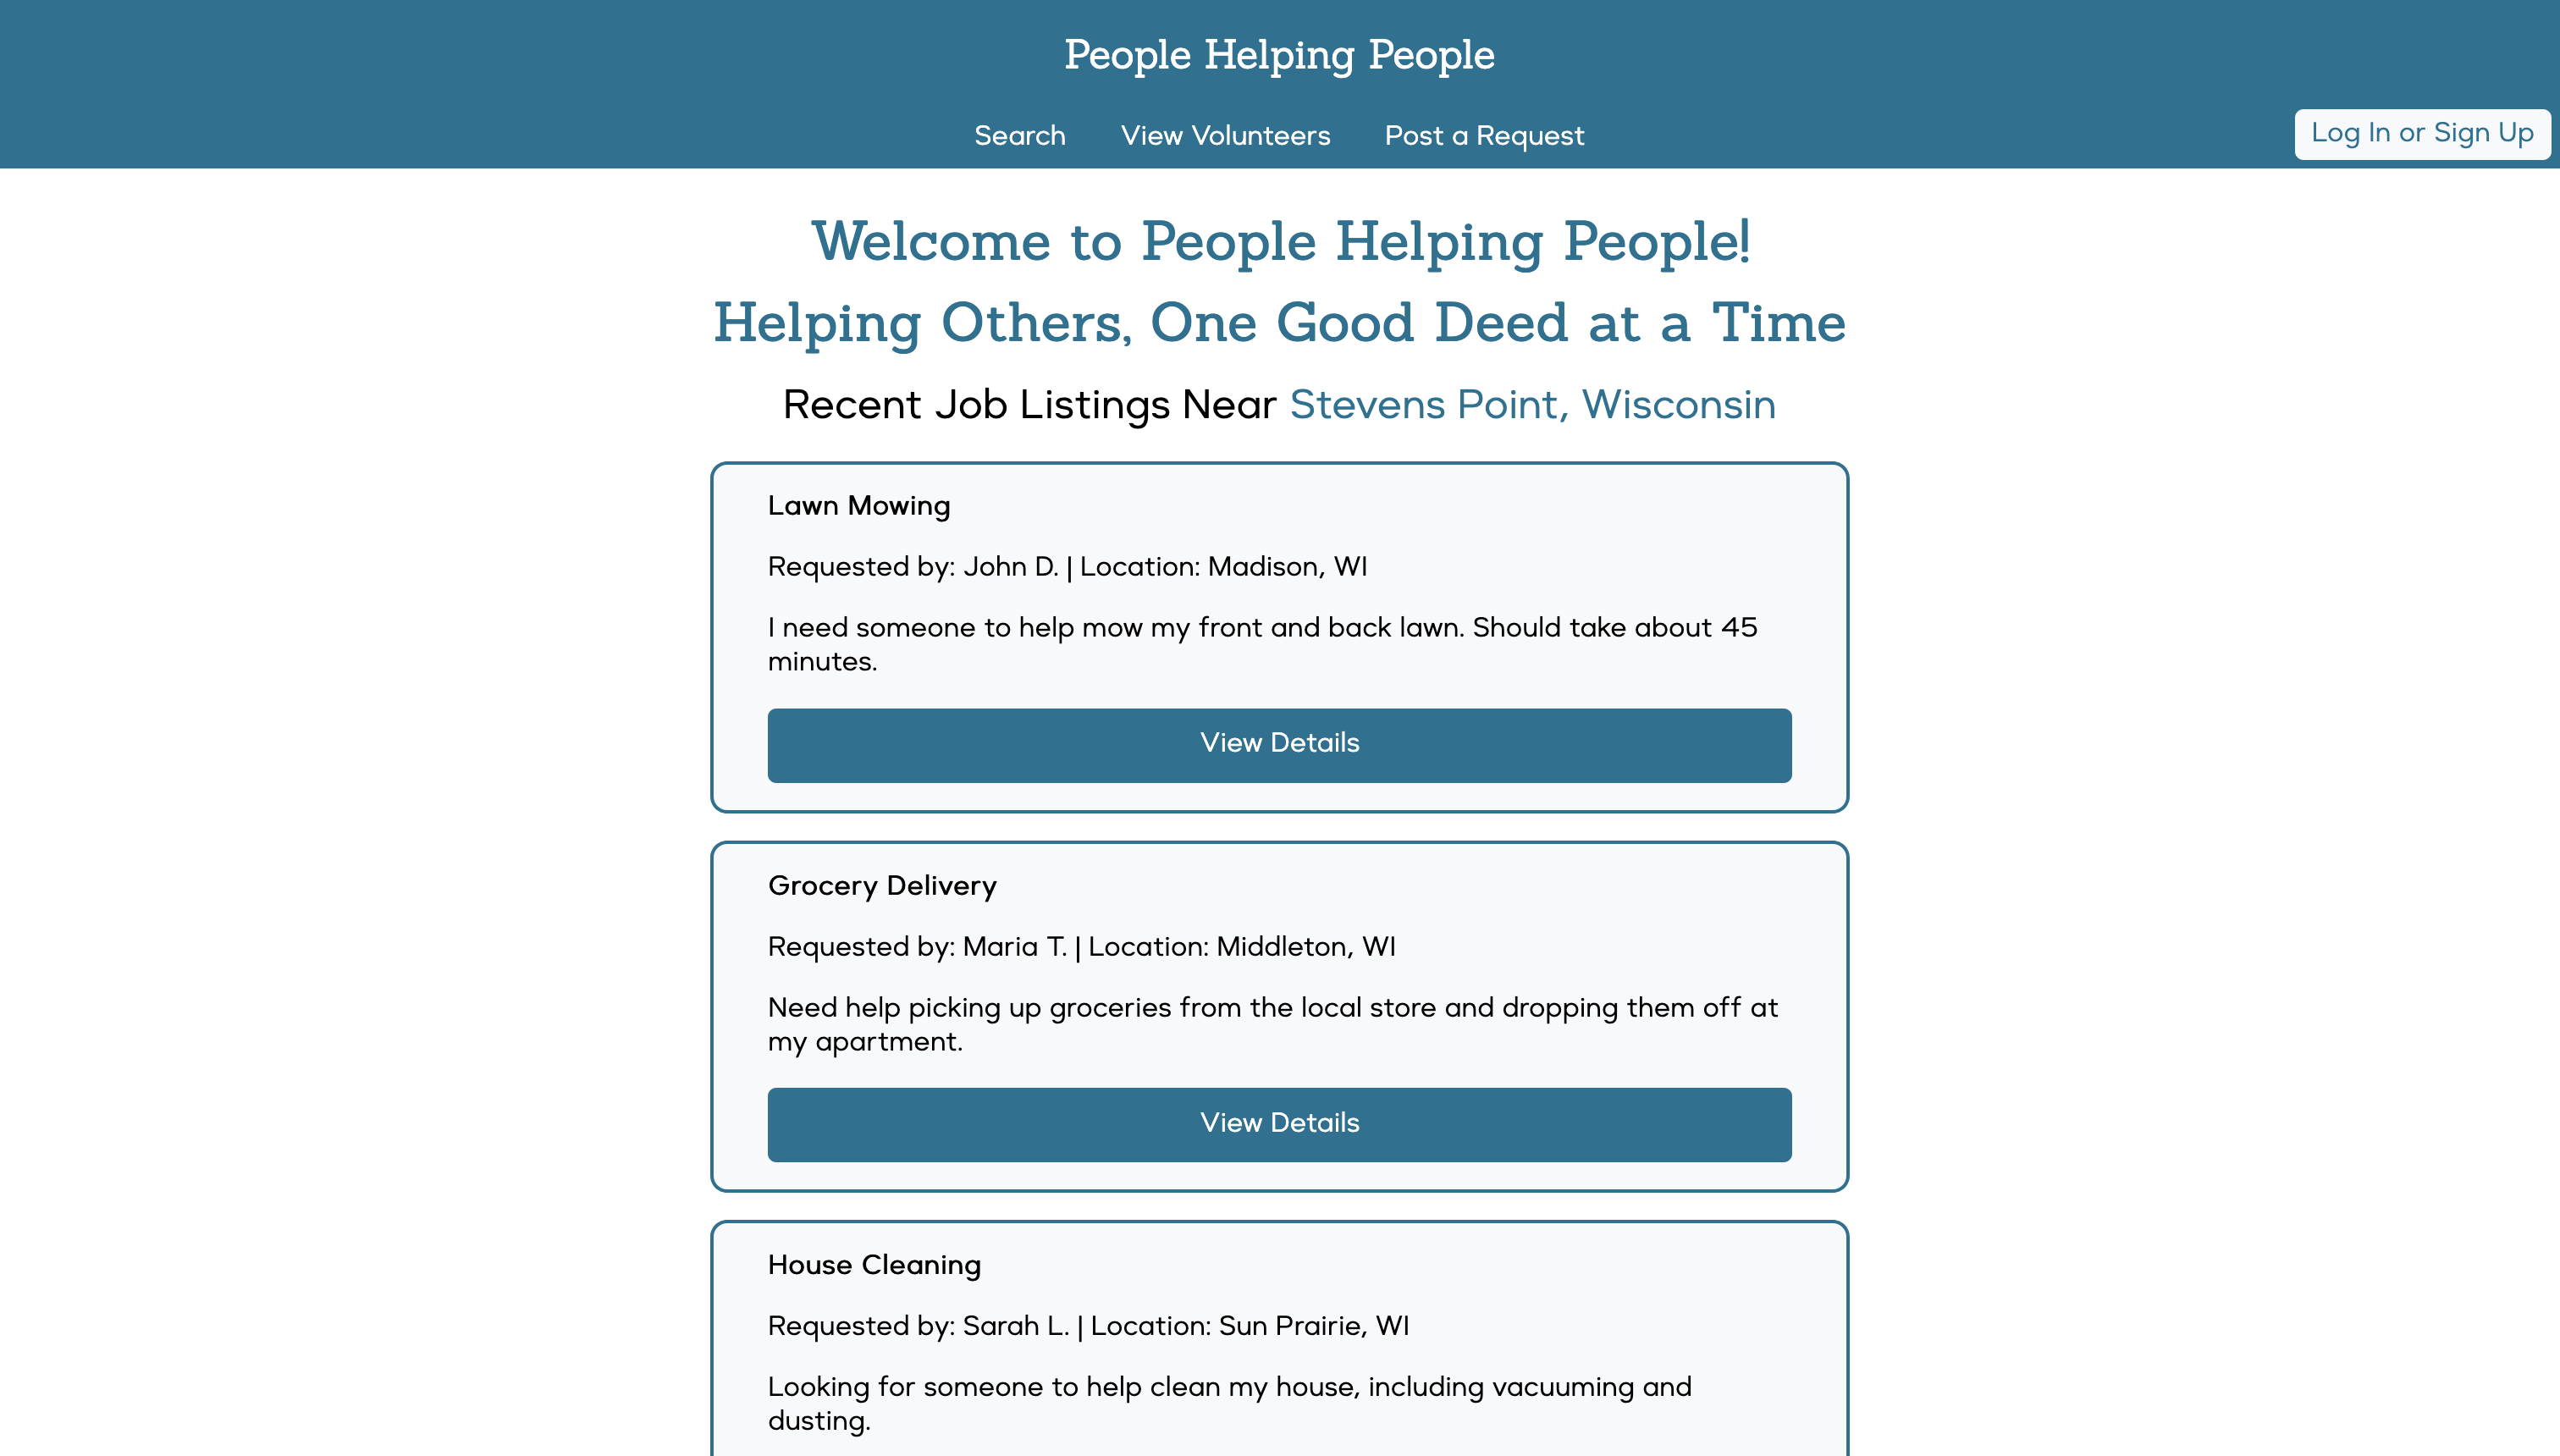 People Helping People
Search
View Volunteers
Post a Request
Log In or Sign Up
Welcome to People Helping People!
Helping Others, One Good Deed at a Time
Recent Job Listings Near Stevens Point, Wisconsin
Lawn Mowing
Requested by: John D. | Location: Madison, WI
I need someone to help mow my front and back lawn. Should take about 45
minutes.
View Details
Grocery Delivery
Requested by: Maria T. | Location: Middleton, WI
Need help picking up groceries from the local store and dropping them off at
my apartment.
View Details
House Cleaning
Requested by: Sarah L. | Location: Sun Prairie, WI
Looking for someone to help clean my house, including vacuuming and
dusting.